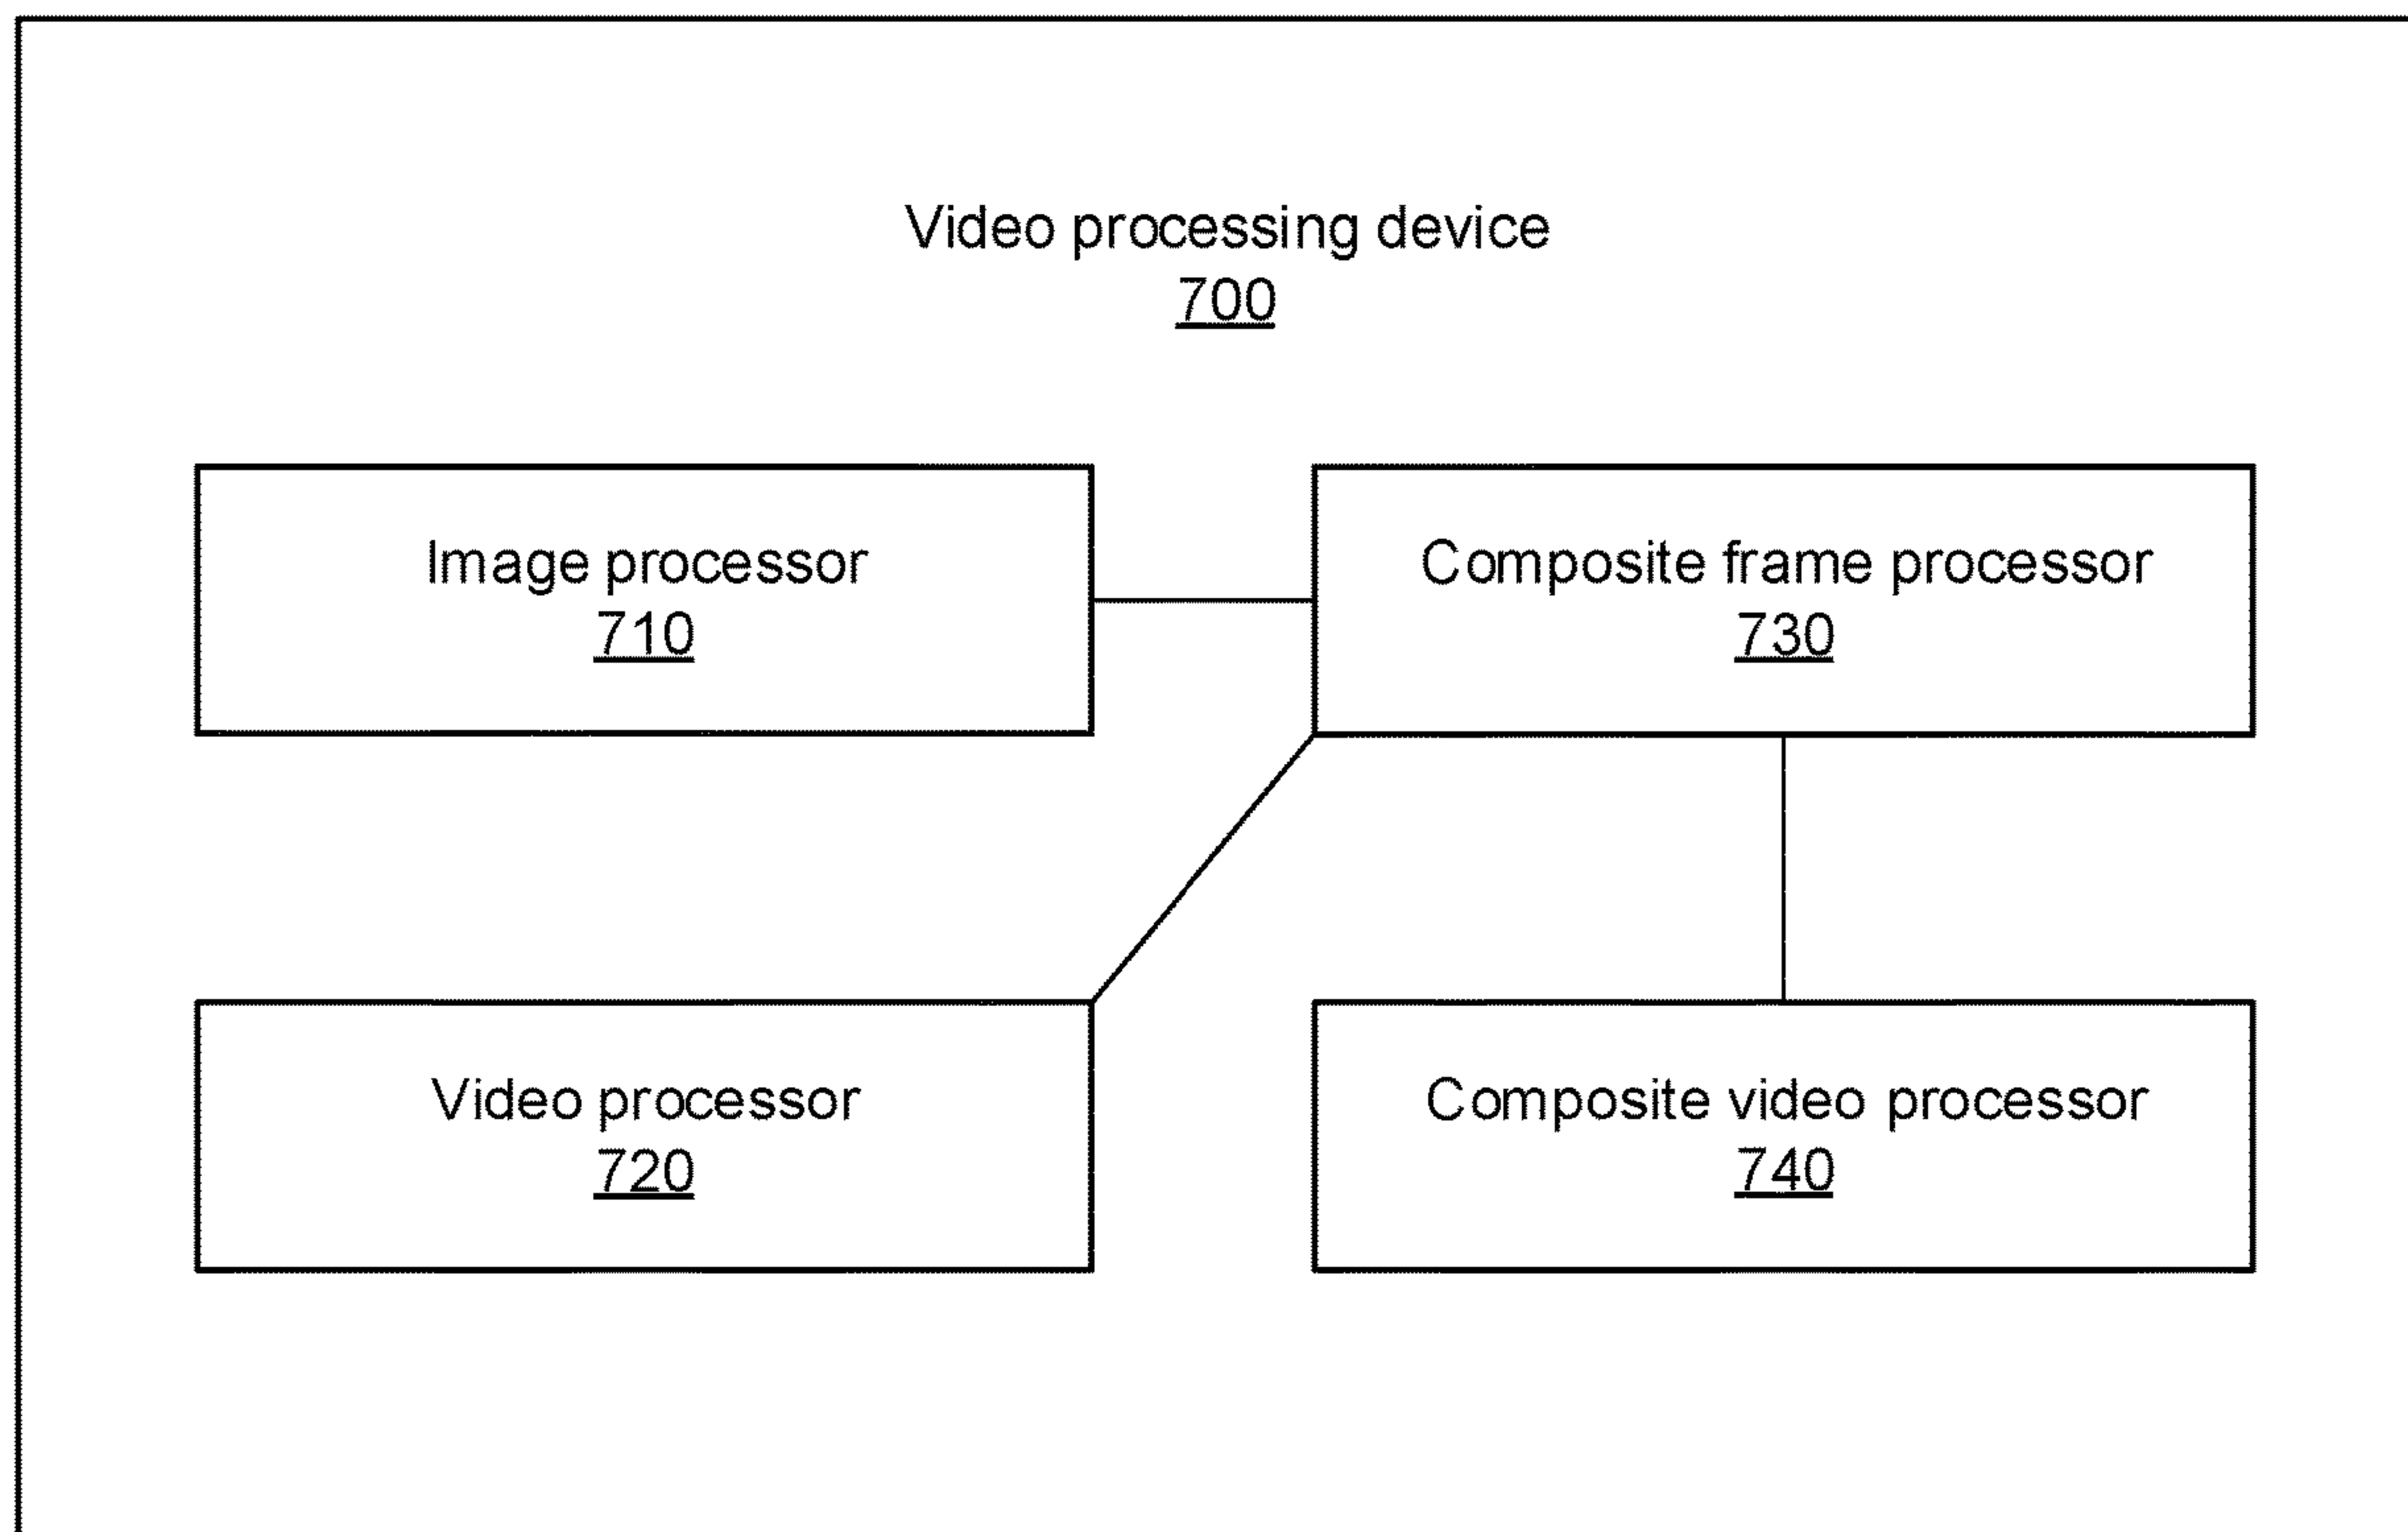 Video processing device
700
Image processor
710
Composite frame processor
730
Video processor
720
Composite video processor
740